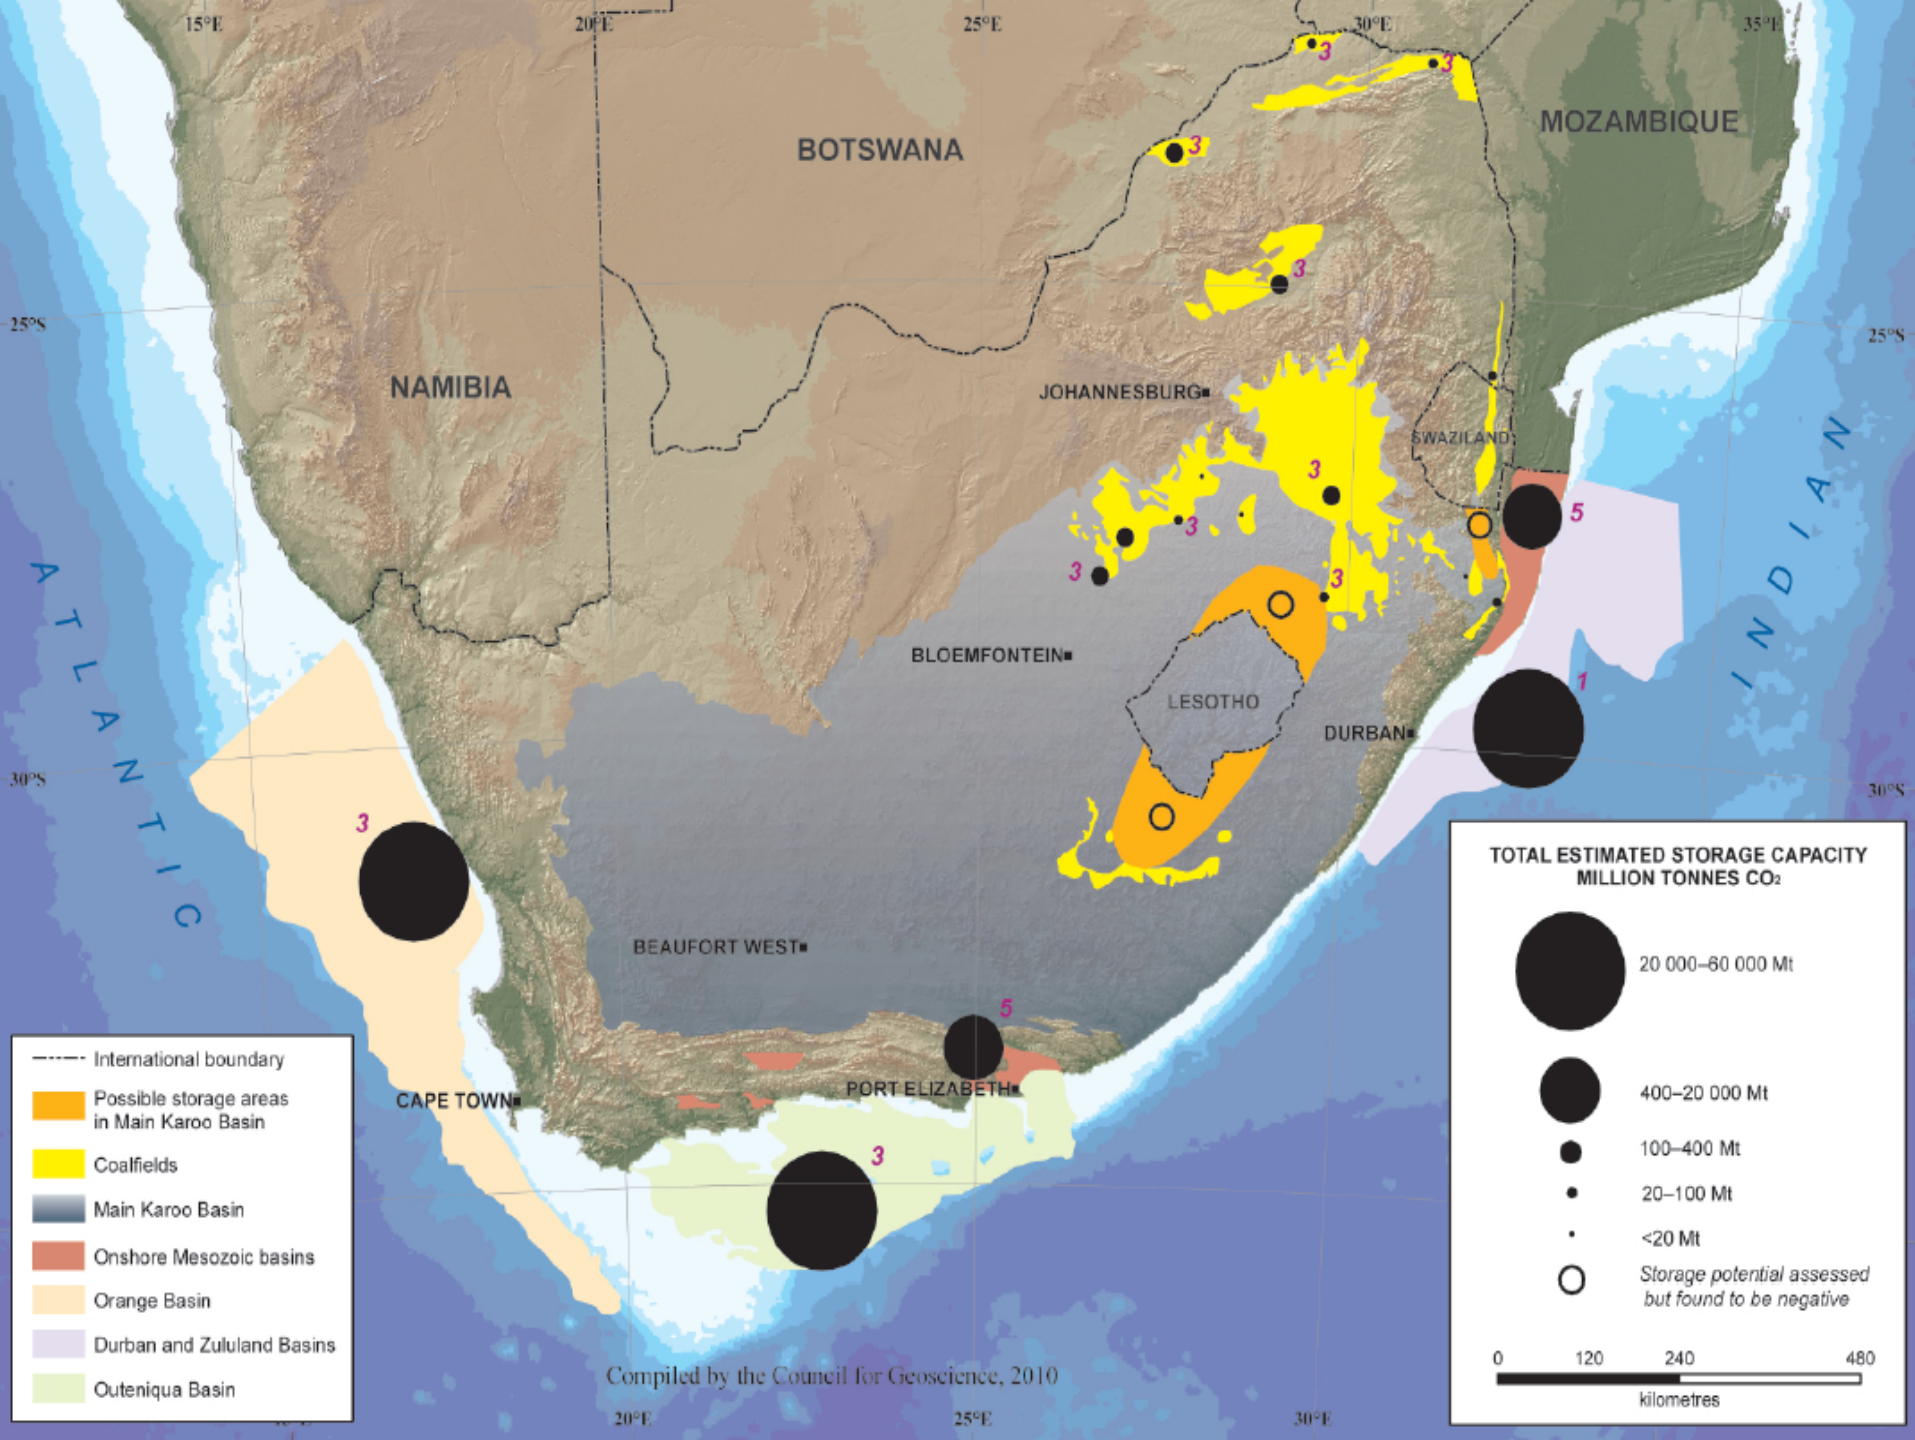 15°E
20°E
25°E
30°E
35°E
3
3
MOZAMBIQUE
BOTSWANA
3
3
25°S
25°S
NAMIBIA
JOHANNESBURG
SWAZILAND
3
5
3
3
3
ATLANTIC
INDIAN
BLOEMFONTEIN
LESOTHO
1
DURBAN
30°S
30°S
3
BEAUFORT WEST
5
PORT ELIZABETH
CAPE TOWN
3
International boundary
Possible storage areas
in Main Karoo Basin
Coalfields
Main Karoo Basin
Onshore Mesozoic basins
Orange Basin
Durban and Zululand Basins
Outeniqua Basin
TOTAL ESTIMATED STORAGE CAPACITY
MILLION TONNES CO₂
20 000–60 000 Mt
400–20 000 Mt
100–400 Mt
20–100 Mt
<20 Mt
Storage potential assessed
but found to be negative
0 120 240 480
kilometres
Compiled by the Council for Geoscience, 2010
20°E
25°E
30°E